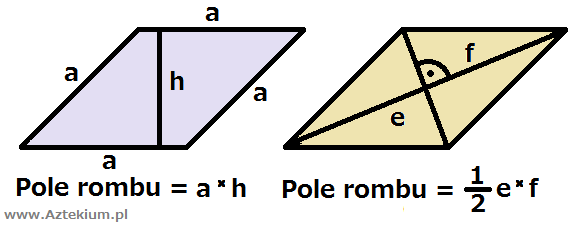 a
a
h
a
a
Pole rombu = a × h
f
e
Pole rombu = 1/2 e × f
www.Aztekium.pl